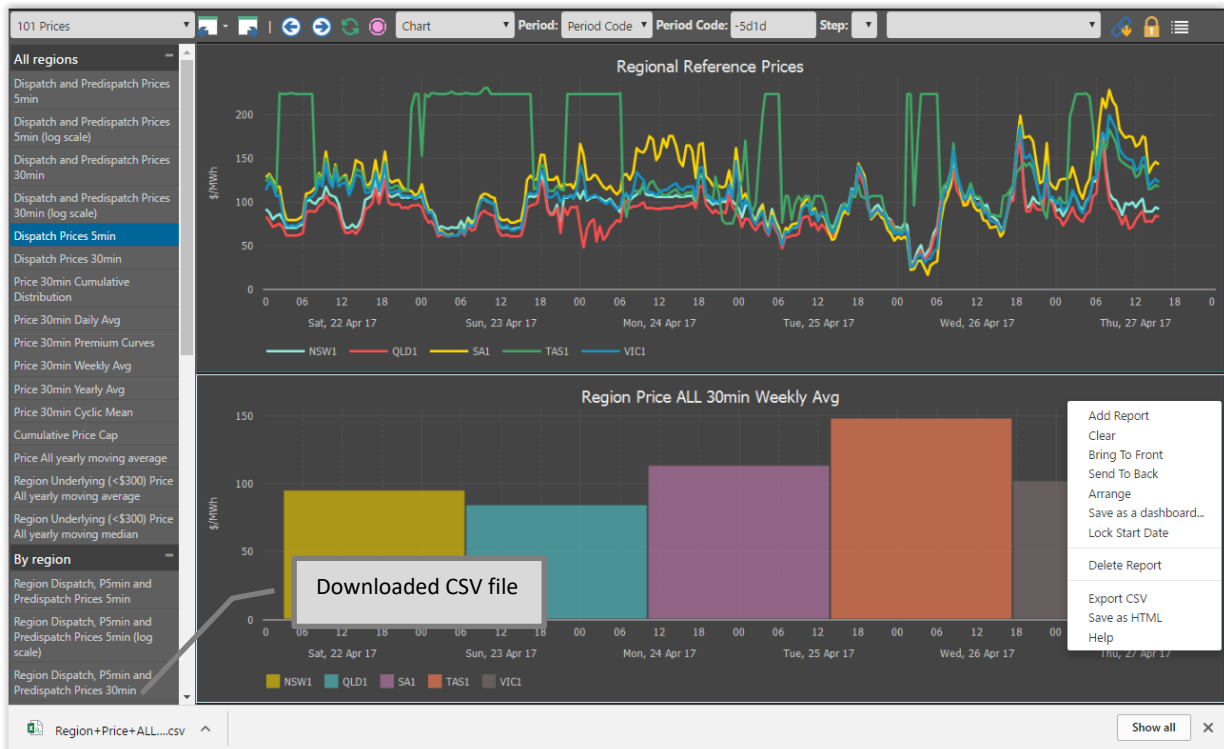 101 Prices
Chart
Period:
Period Code
Period Code:
-5d1d
Step:
All regions
Dispatch and Predispatch Prices
5min
Dispatch and Predispatch Prices
5min (log scale)
Dispatch and Predispatch Prices
30min
Dispatch and Predispatch Prices
30min (log scale)
Dispatch Prices 5min
Dispatch Prices 30min
Price 30min Cumulative
Distribution
Price 30min Daily Avg
Price 30min Premium Curves
Price 30min Weekly Avg
Price 30min Yearly Avg
Price 30min Cyclic Mean
Cumulative Price Cap
Price All yearly moving average
Region Underlying (<$300) Price
All yearly moving average
Region Underlying (<$300) Price
All yearly moving median
By region
Region Dispatch, P5min and
Predispatch Prices 5min
Region Dispatch, P5min and
Predispatch Prices 5min (log
scale)
Region Dispatch, P5min and
Predispatch Prices 30min
Regional Reference Prices
$/MWh
200
150
100
50
0
0 06 12 18 00 06 12 18 00 06 12 18 00 06 12 18 00 06 12 18 00 06 12 18 0
Sat, 22 Apr 17 Sun, 23 Apr 17 Mon, 24 Apr 17 Tue, 25 Apr 17 Wed, 26 Apr 17 Thu, 27 Apr 17
NSW1 QLD1 SA1 TAS1 VIC1
Region Price ALL 30min Weekly Avg
$/MWh
150
100
50
0
0 06 12 18 00 06 12 18 00 06 12 18 00 06 12 18 00 06 12 18 00
Sat, 22 Apr 17 Sun, 23 Apr 17 Mon, 24 Apr 17 Tue, 25 Apr 17 Wed, 26 Apr 17 Thu, 27 Apr 17
NSW1 QLD1 SA1 TAS1 VIC1
Downloaded CSV file
Add Report
Clear
Bring To Front
Send To Back
Arrange
Save as a dashboard...
Lock Start Date
Delete Report
Export CSV
Save as HTML
Help
Region+Price+ALL....csv
Show all